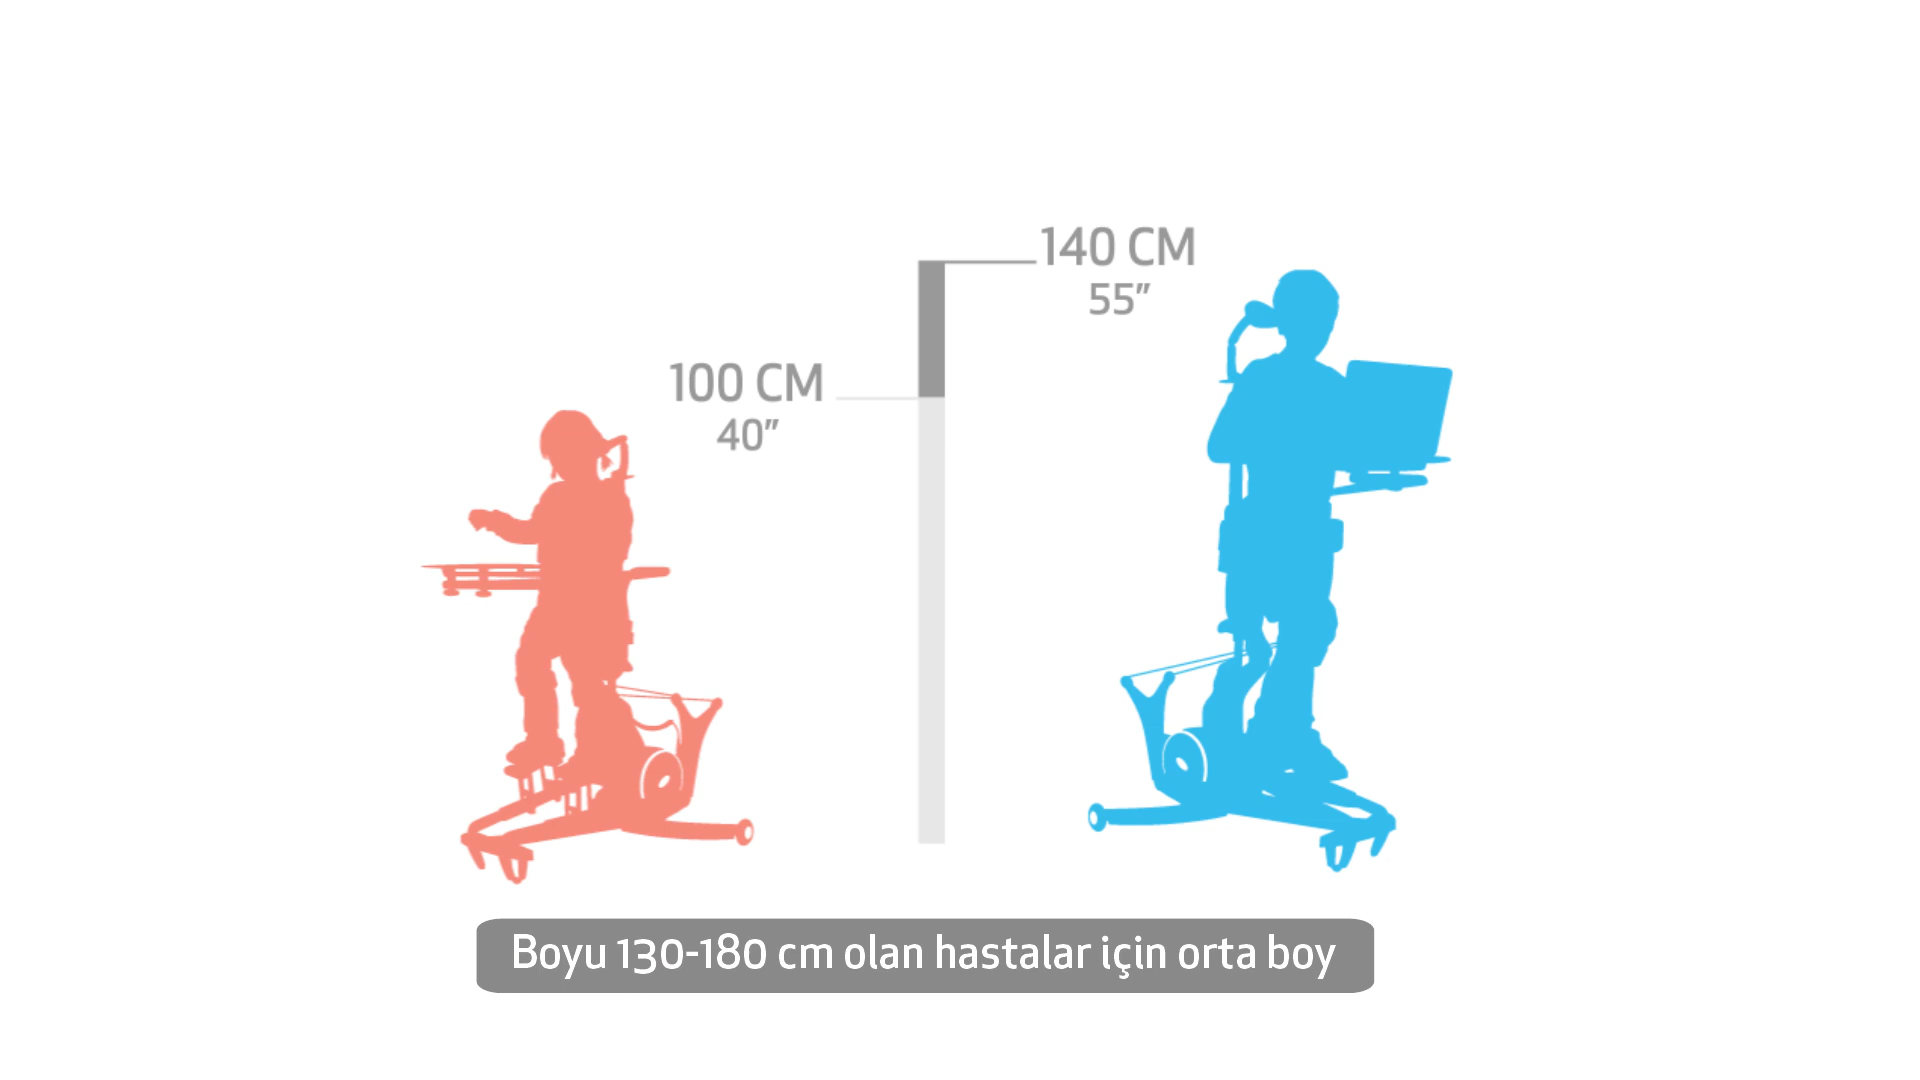 140 CM
55”
100 CM
40”
Boyu 130-180 cm olan hastalar için orta boy